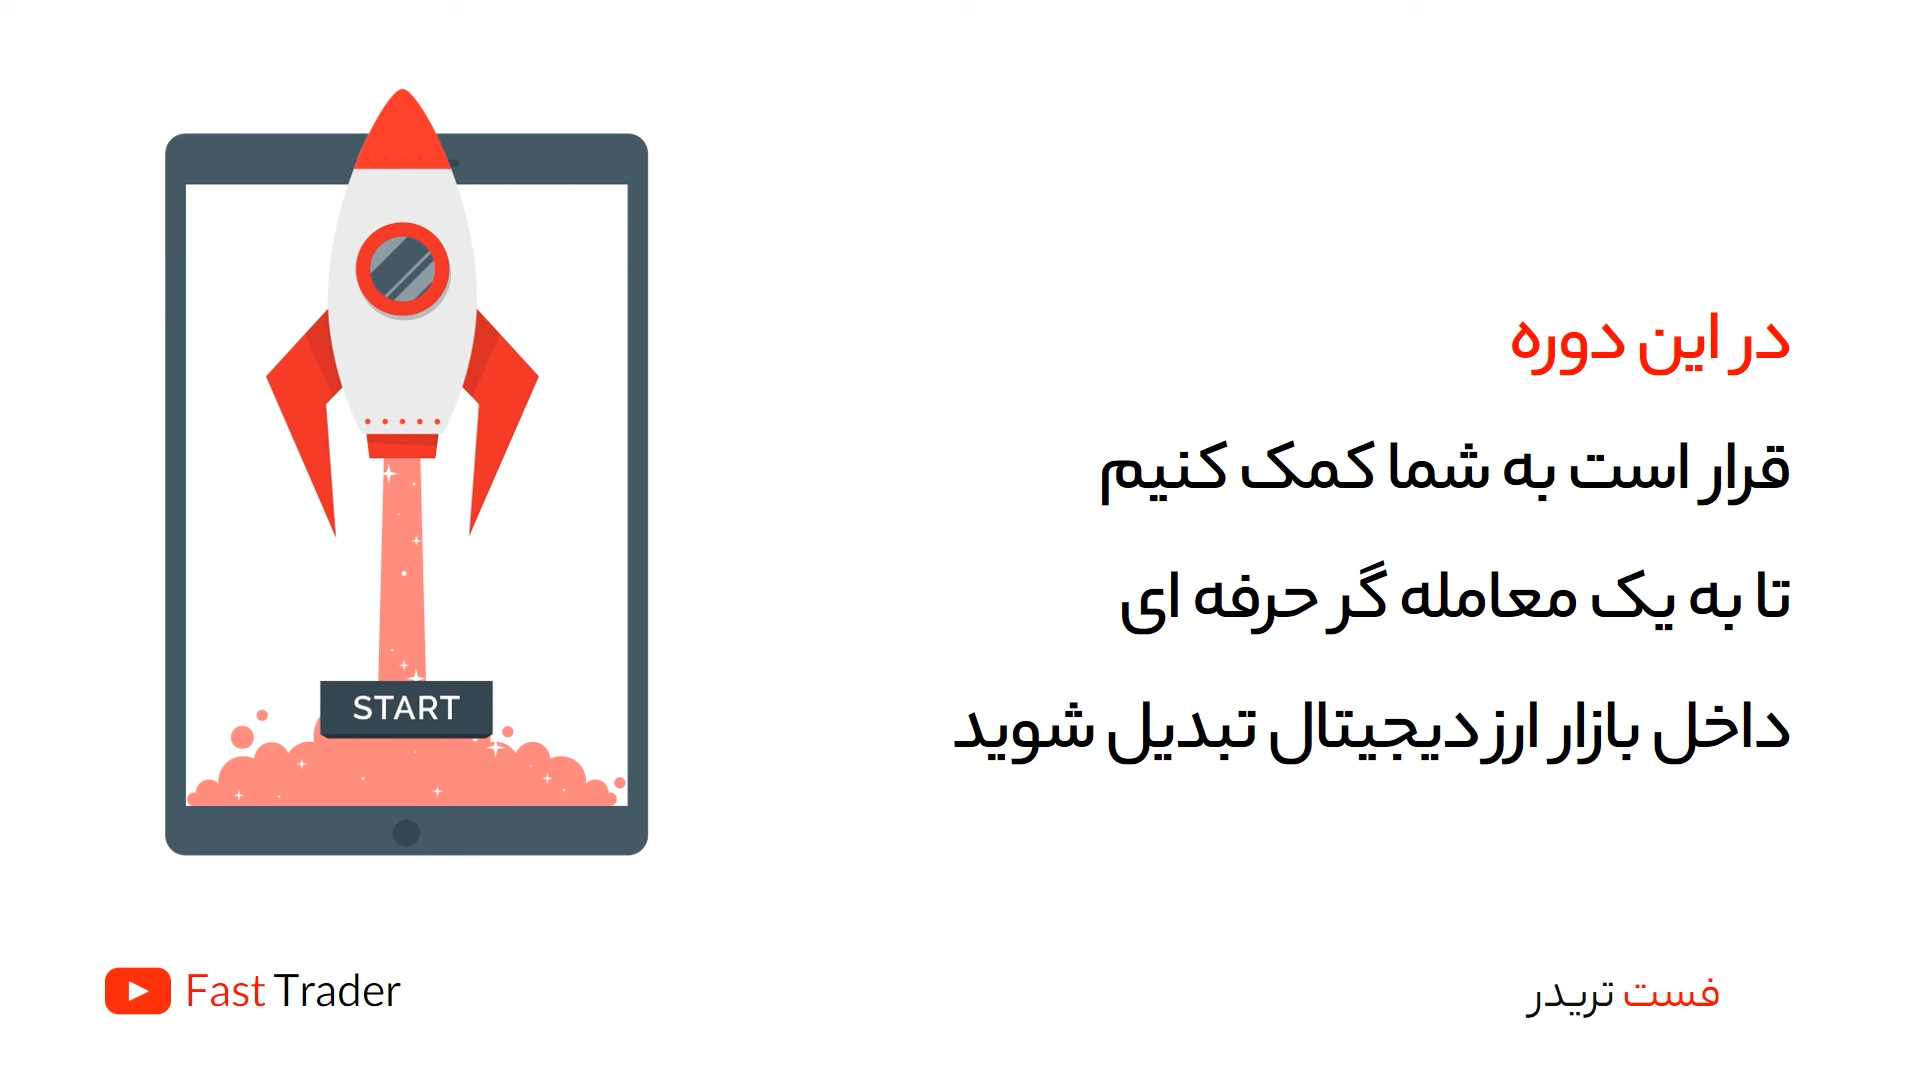 در این دوره
قرار است به شما کمک کنیم
تا به یک معامله گر حرفه ای
داخل بازار ارز دیجیتال تبدیل شوید
START
Fast Trader
فست تریدر